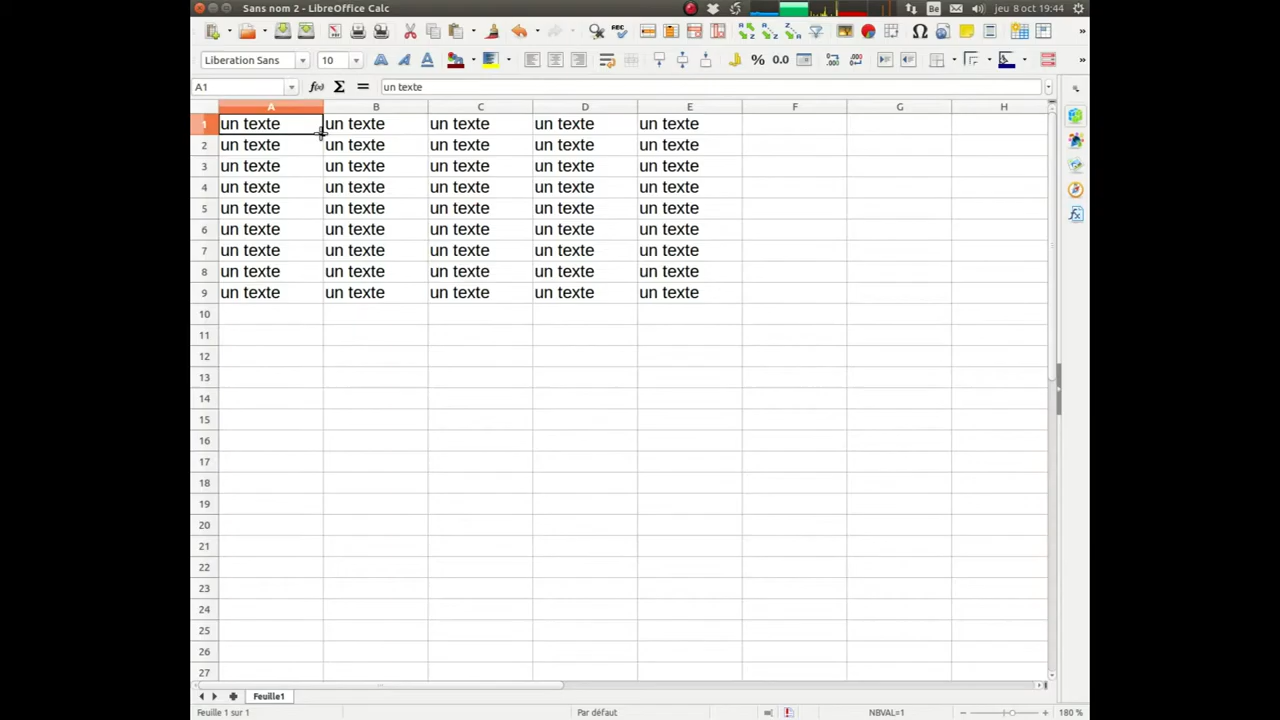 Sans nom 2 - LibreOffice Calc
Be
jeu 8 oct 19:44
Liberation Sans
10
% 0.0
A1
un texte
A B C D E F G H
1 un texte un texte un texte un texte un texte
2 un texte un texte un texte un texte un texte
3 un texte un texte un texte un texte un texte
4 un texte un texte un texte un texte un texte
5 un texte un texte un texte un texte un texte
6 un texte un texte un texte un texte un texte
7 un texte un texte un texte un texte un texte
8 un texte un texte un texte un texte un texte
9 un texte un texte un texte un texte un texte
10
11
12
13
14
15
16
17
18
19
20
21
22
23
24
25
26
27
Feuille1
Feuille 1 sur 1
Par défaut
NBVAL=1
180 %